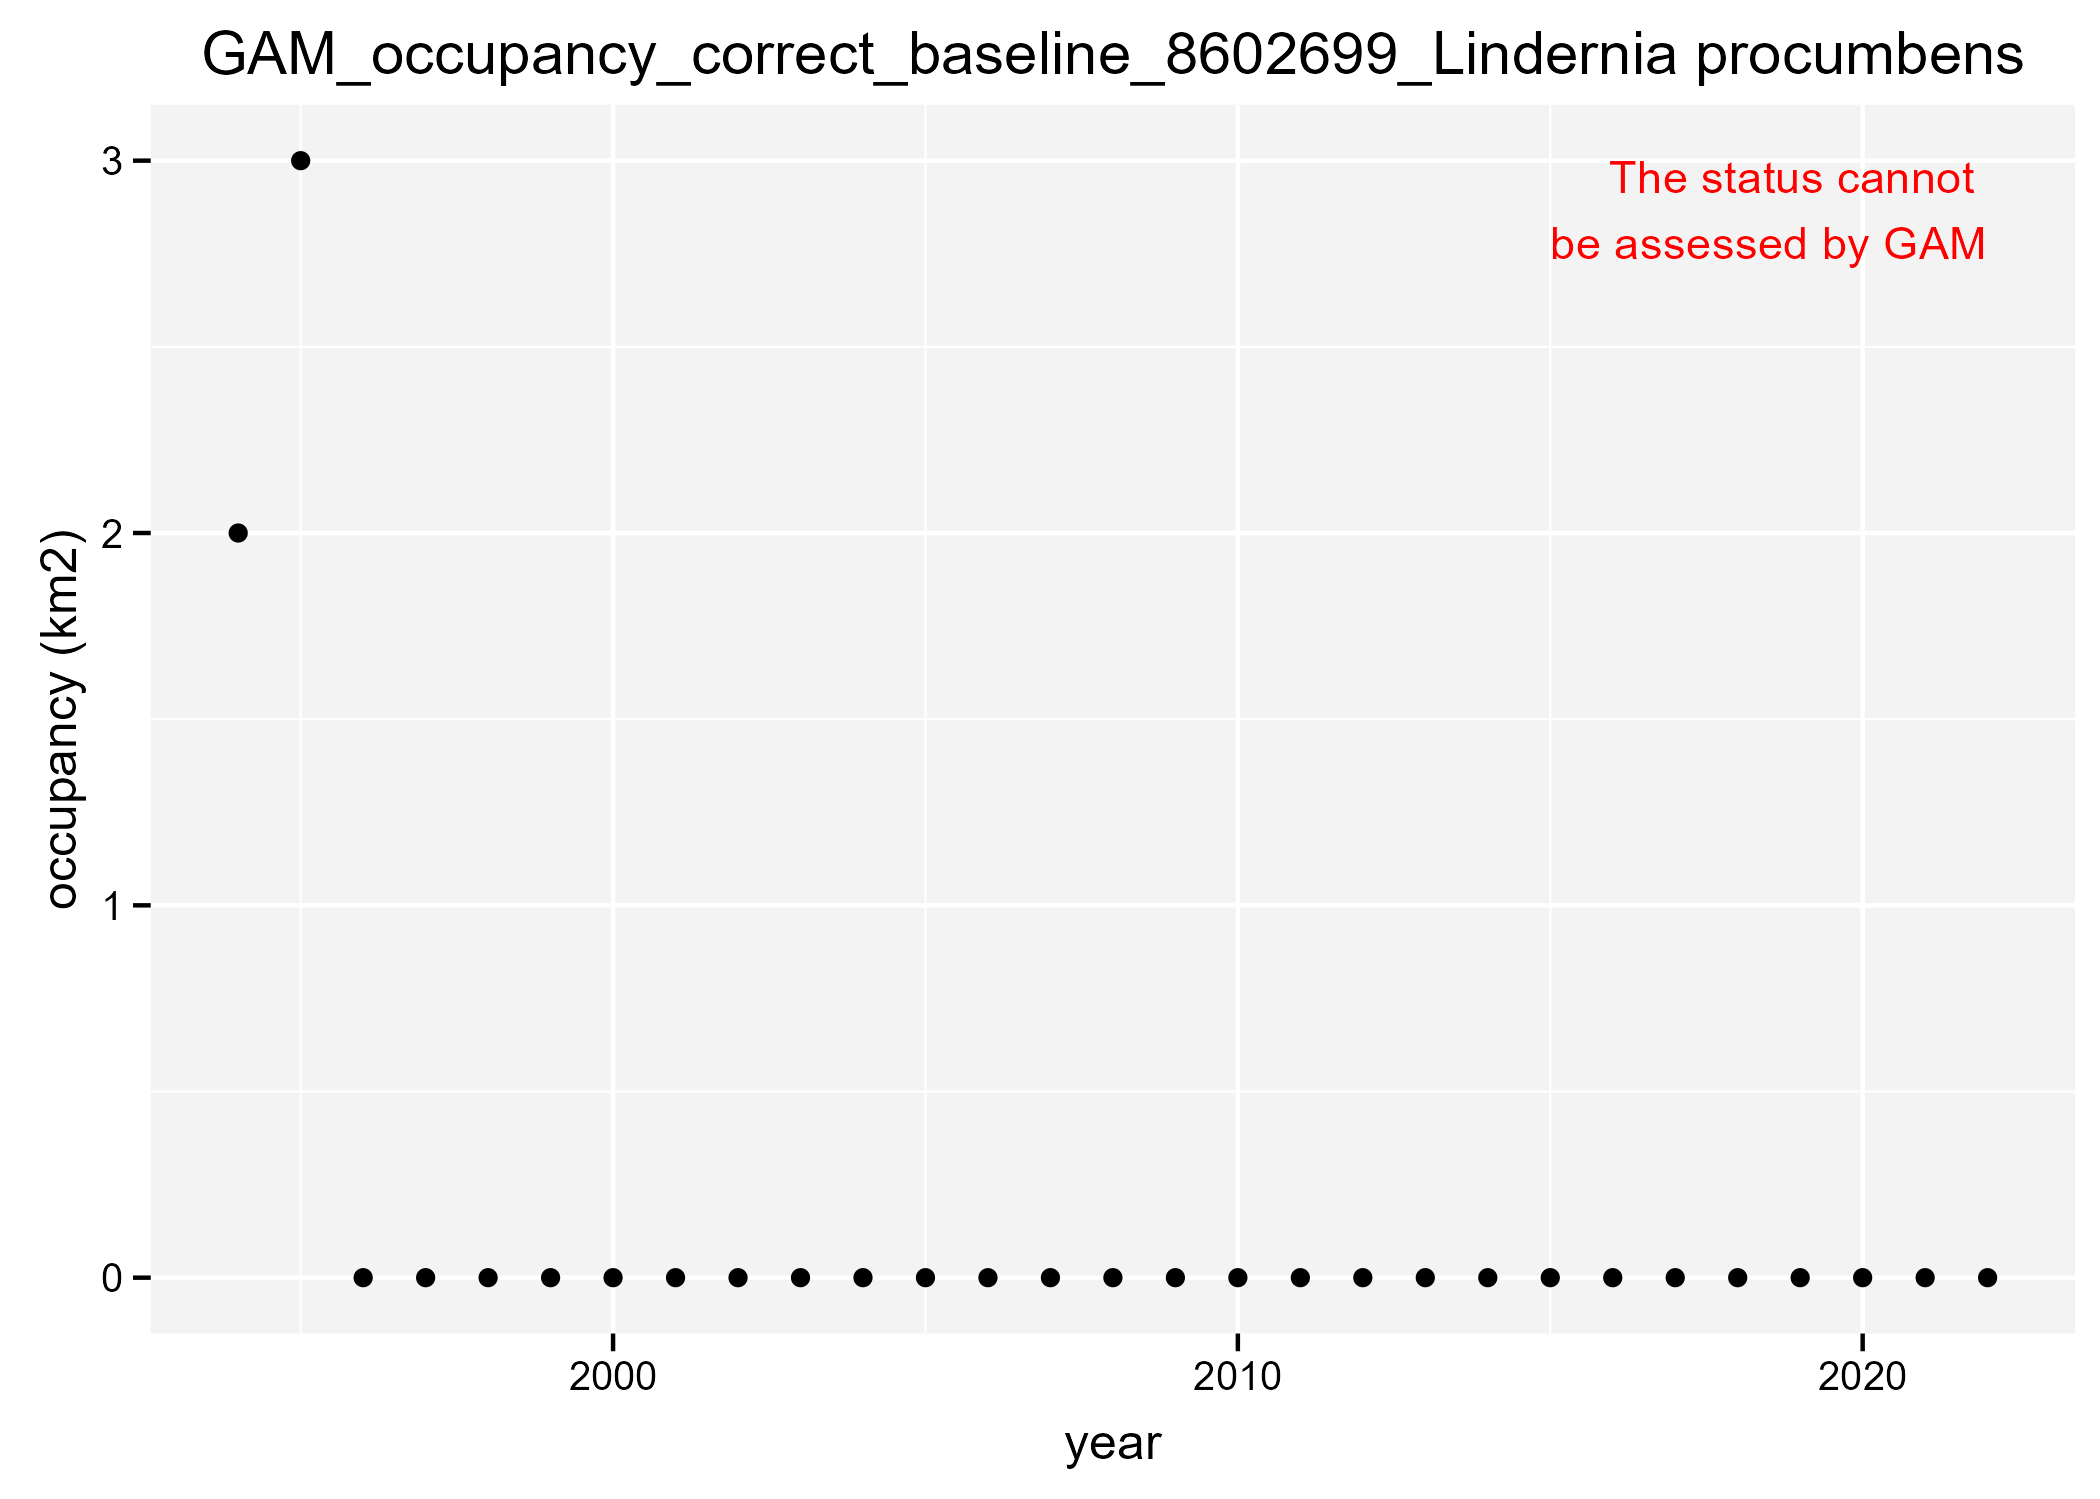 GAM_occupancy_correct_baseline_8602699_Lindernia procumbens
The status cannot
be assessed by GAM
occupancy (km2)
3
2
1
0
2000
2010
2020
year